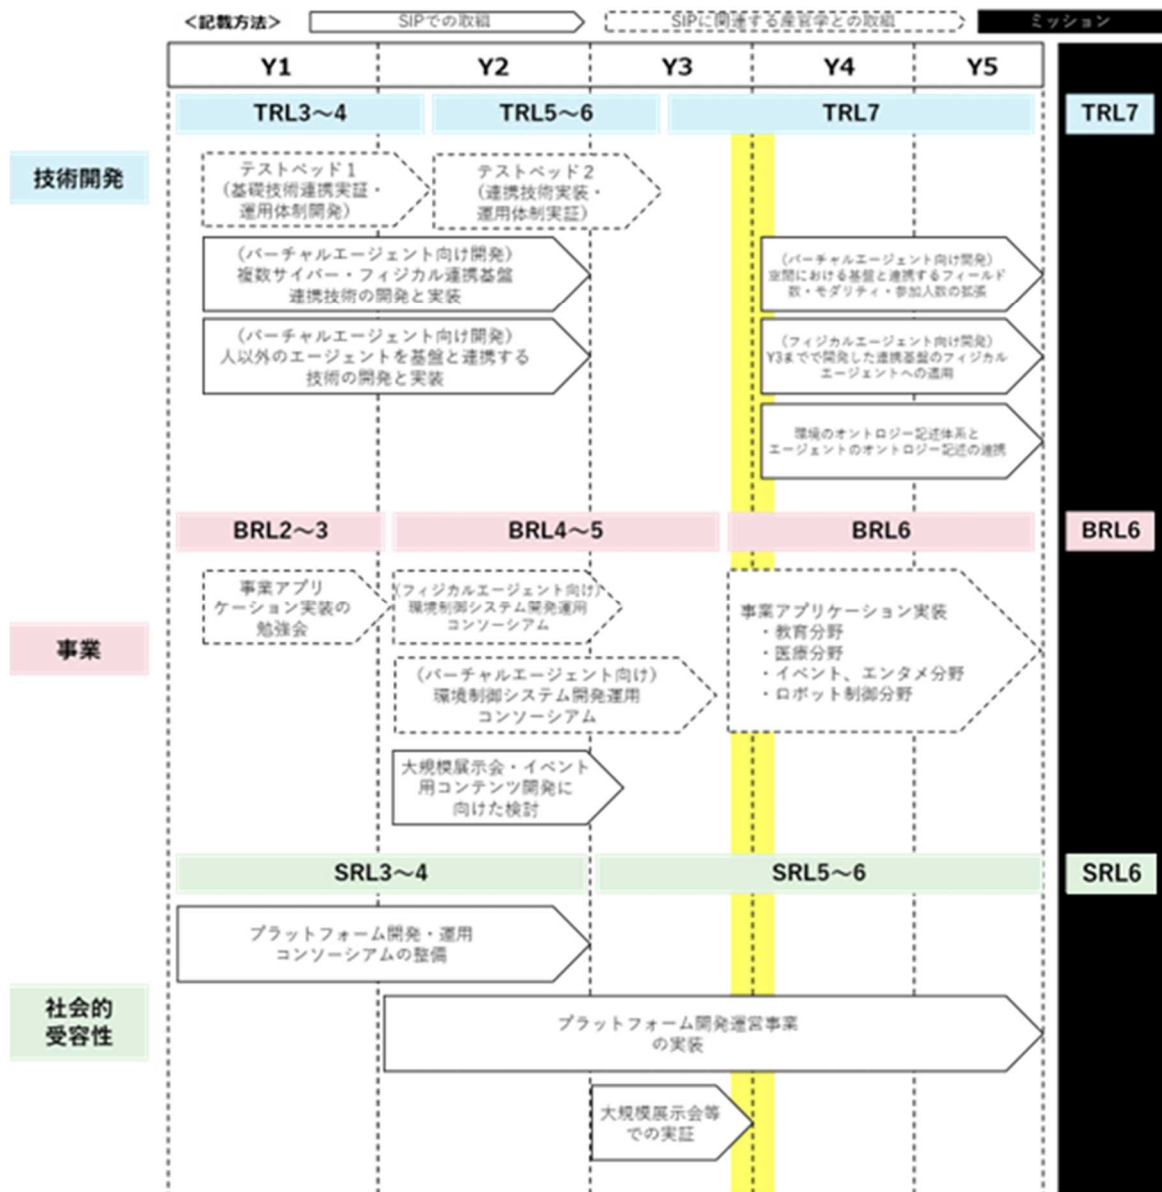 <記載方法>
SIPでの取組
SIPに関連する産官学との取組
ミッション
Y1
Y2
Y3
Y4
Y5
TRL3～4
TRL5～6
TRL7
TRL7
技術開発
テストベッド1
（基礎技術連携実証・
運用体制開発）
テストベッド2
（連携技術実装・
運用体制実証）
（バーチャルエージェント向け開発）
複数サイバー・フィジカル連携基盤
連携技術の開発と実装
（バーチャルエージェント向け開発）
空間における基盤と連携するフィールド
数・モダリティ・参加人数の拡張
（バーチャルエージェント向け開発）
人以外のエージェントを基盤と連携する
技術の開発と実装
（フィジカルエージェント向け開発）
Y3までで開発した連携基盤のフィジカル
エージェントへの適用
環境のオントロジー記述体系と
エージェントのオントロジー記述の連携
BRL2～3
BRL4～5
BRL6
BRL6
事業
事業アプリ
ケーション実装の
勉強会
（フィジカルエージェント向け）
環境制御システム開発運用
コンソーシアム
（バーチャルエージェント向け）
環境制御システム開発運用
コンソーシアム
大規模展示会・イベント
用コンテンツ開発に
向けた検討
事業アプリケーション実装
・教育分野
・医療分野
・イベント、エンタメ分野
・ロボット制御分野
SRL3～4
SRL5～6
SRL6
社会的
受容性
プラットフォーム開発・運用
コンソーシアムの整備
プラットフォーム開発運営事業
の実装
大規模展示会等
での実証